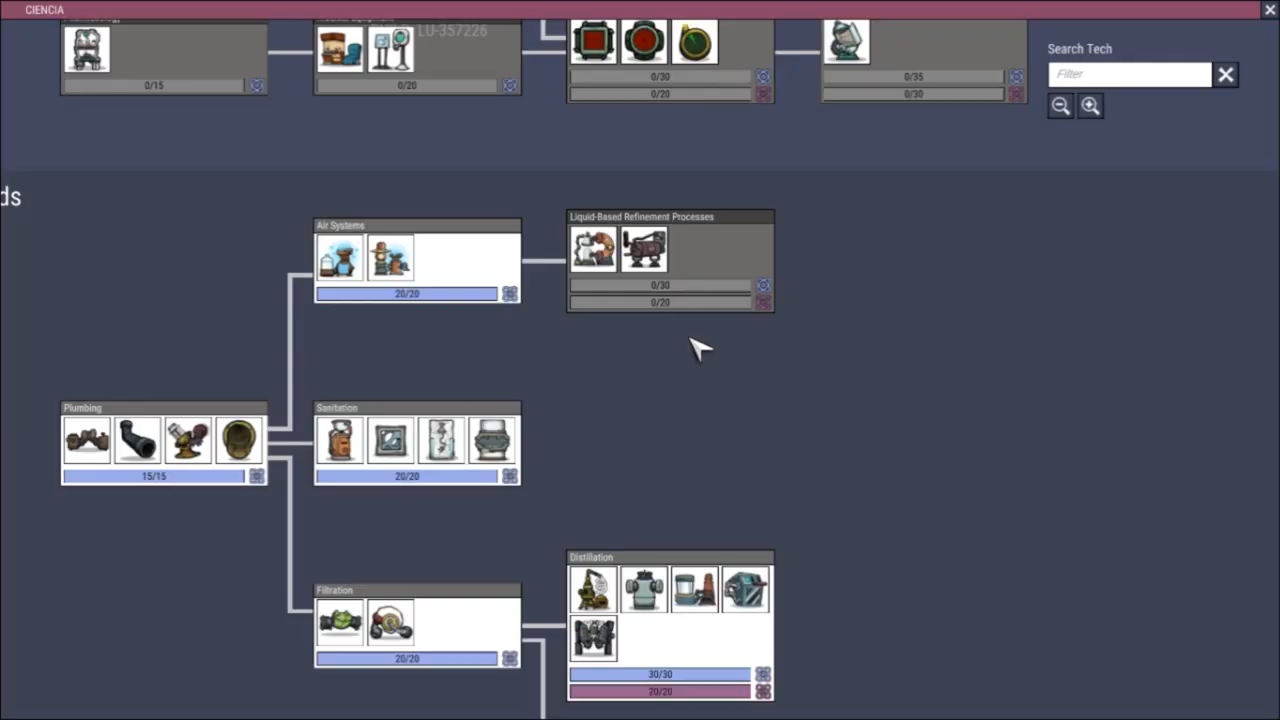 CIENCIA
LU-357226
0/15
0/20
0/30
0/20
0/35
0/30
Search Tech
Filter
ds
Air Systems
20/20
Liquid-Based Refinement Processes
0/30
0/20
Plumbing
15/15
Sanitation
20/20
Filtration
20/20
Distillation
30/30
20/20